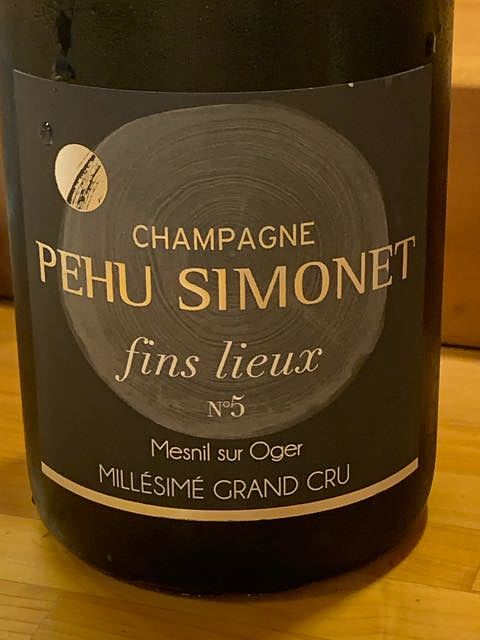 CHAMPAGNE
PEHU SIMONET
fins lieux
N°5
Mesnil sur Oger
MILLÉSIMÉ GRAND CRU